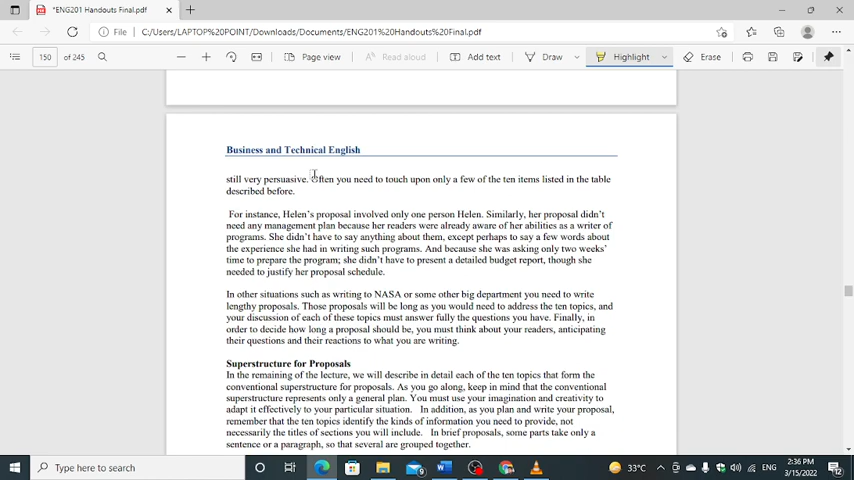 *ENG201 Handouts Final.pdf
File C:/Users/LAPTOP%20POINT/Downloads/Documents/ENG201%20Handouts%20Final.pdf
150 of 245 Page view Read aloud Add text Draw Highlight Erase
Business and Technical English
still very persuasive. Often you need to touch upon only a few of the ten items listed in the table
described before.
For instance, Helen's proposal involved only one person Helen. Similarly, her proposal didn't
need any management plan because her readers were already aware of her abilities as a writer of
programs. She didn't have to say anything about them, except perhaps to say a few words about
the experience she had in writing such programs. And because she was asking only two weeks'
time to prepare the program; she didn't have to present a detailed budget report, though she
needed to justify her proposal schedule.
In other situations such as writing to NASA or some other big department you need to write
lengthy proposals. Those proposals will be long as you would need to address the ten topics, and
your discussion of each of these topics must answer fully the questions you have. Finally, in
order to decide how long a proposal should be, you must think about your readers, anticipating
their questions and their reactions to what you are writing.
Superstructure for Proposals
In the remaining of the lecture, we will describe in detail each of the ten topics that form the
conventional superstructure for proposals. As you go along, keep in mind that the conventional
superstructure represents only a general plan. You must use your imagination and creativity to
adapt it effectively to your particular situation. In addition, as you plan and write your proposal,
remember that the ten topics identify the kinds of information you need to provide, not
necessarily the titles of sections you will include. In brief proposals, some parts take only a
sentence or a paragraph, so that several are grouped together.
Type here to search
9
33°C ENG 2:36 PM
3/15/2022
12